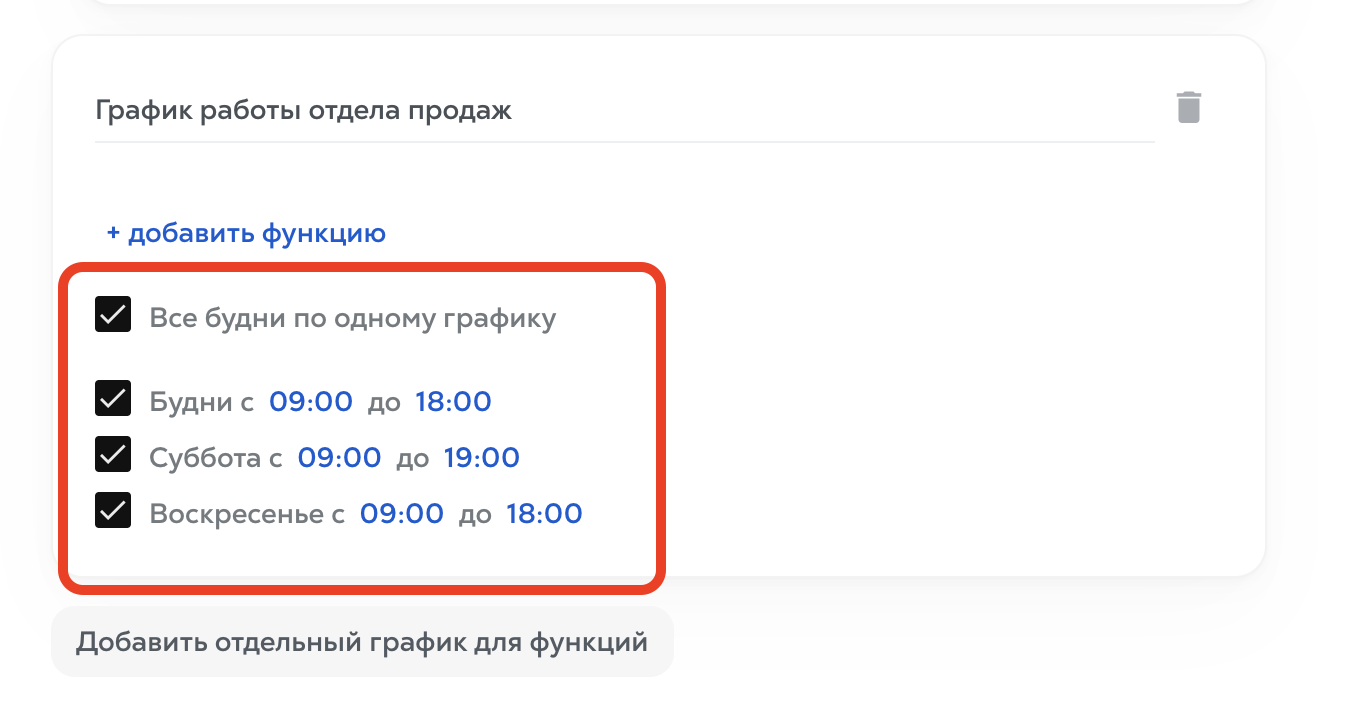 График работы отдела продаж
+ добавить функцию
Все будни по одному графику
Будни с 09:00 до 18:00
Суббота с 09:00 до 19:00
Воскресенье с 09:00 до 18:00
Добавить отдельный график для функций